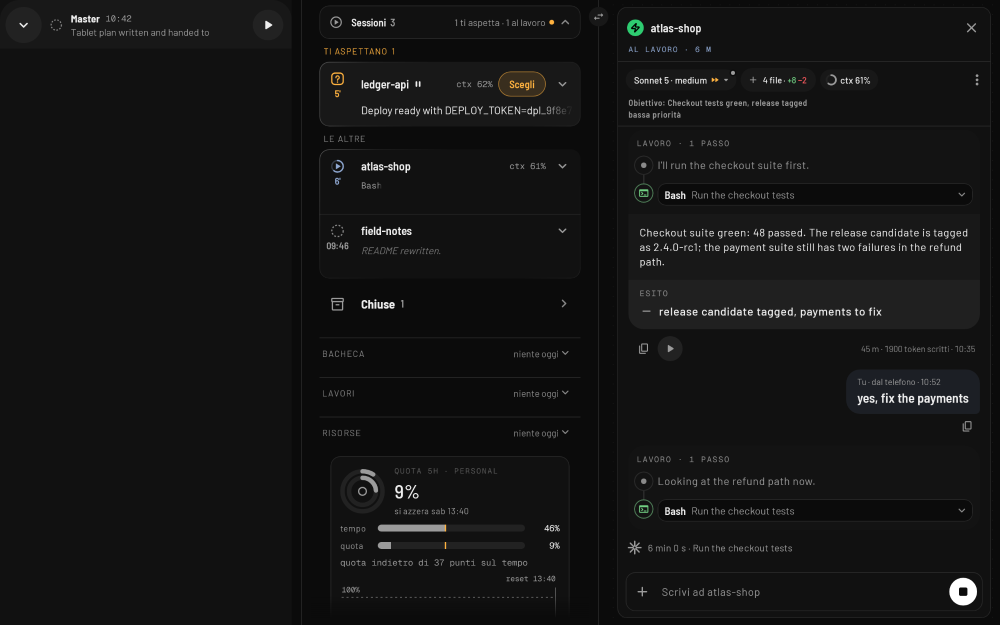 Master 10:42
Tablet plan written and handed to
Sessioni 3
1 ti aspetta · 1 al lavoro
TI ASPETTANO 1
ledger-api
ctx 62%
Scegli
5'
Deploy ready with DEPLOY_TOKEN=dpl_9f8e7
LE ALTRE
atlas-shop
ctx 61%
6'
Bash
field-notes
09:46
README rewritten.
Chiuse 1
BACHECA
niente oggi
LAVORI
niente oggi
RISORSE
niente oggi
QUOTA 5H · PERSONAL
9%
si azzera sab 13:40
tempo
46%
quota
9%
quota indietro di 37 punti sul tempo
reset 13:40
100%
atlas-shop
AL LAVORO · 6 M
Sonnet 5 · medium
4 file · +8 −2
ctx 61%
Obiettivo: Checkout tests green, release tagged
bassa priorità
LAVORO · 1 PASSO
I'll run the checkout suite first.
Bash Run the checkout tests
Checkout suite green: 48 passed. The release candidate is tagged
as 2.4.0-rc1; the payment suite still has two failures in the refund
path.
ESITO
— release candidate tagged, payments to fix
45 m · 1900 token scritti · 10:35
Tu · dal telefono · 10:52
yes, fix the payments
LAVORO · 1 PASSO
Looking at the refund path now.
Bash Run the checkout tests
6 min 0 s · Run the checkout tests
Scrivi ad atlas-shop